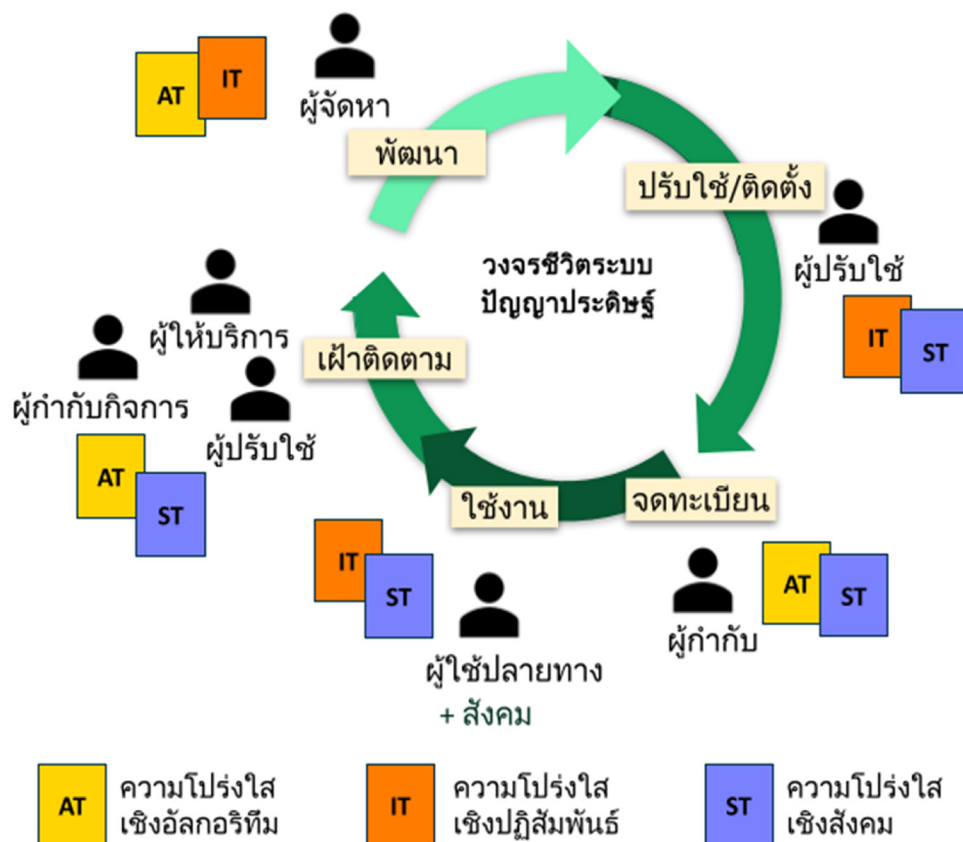 AT
IT
ผู้จัดหา
พัฒนา
ปรับใช้/ติดตั้ง
ผู้ปรับใช้
IT
ST
วงจรชีวิตระบบ
ปัญญาประดิษฐ์
ผู้ให้บริการ
เฝ้าติดตาม
ผู้กำกับกิจการ
ผู้ปรับใช้
AT
ST
ใช้งาน
จดทะเบียน
IT
ST
ผู้ใช้ปลายทาง
+ สังคม
ผู้กำกับ
AT
ST
AT
ความโปร่งใส
เชิงอัลกอริทึม
IT
ความโปร่งใส
เชิงปฏิสัมพันธ์
ST
ความโปร่งใส
เชิงสังคม